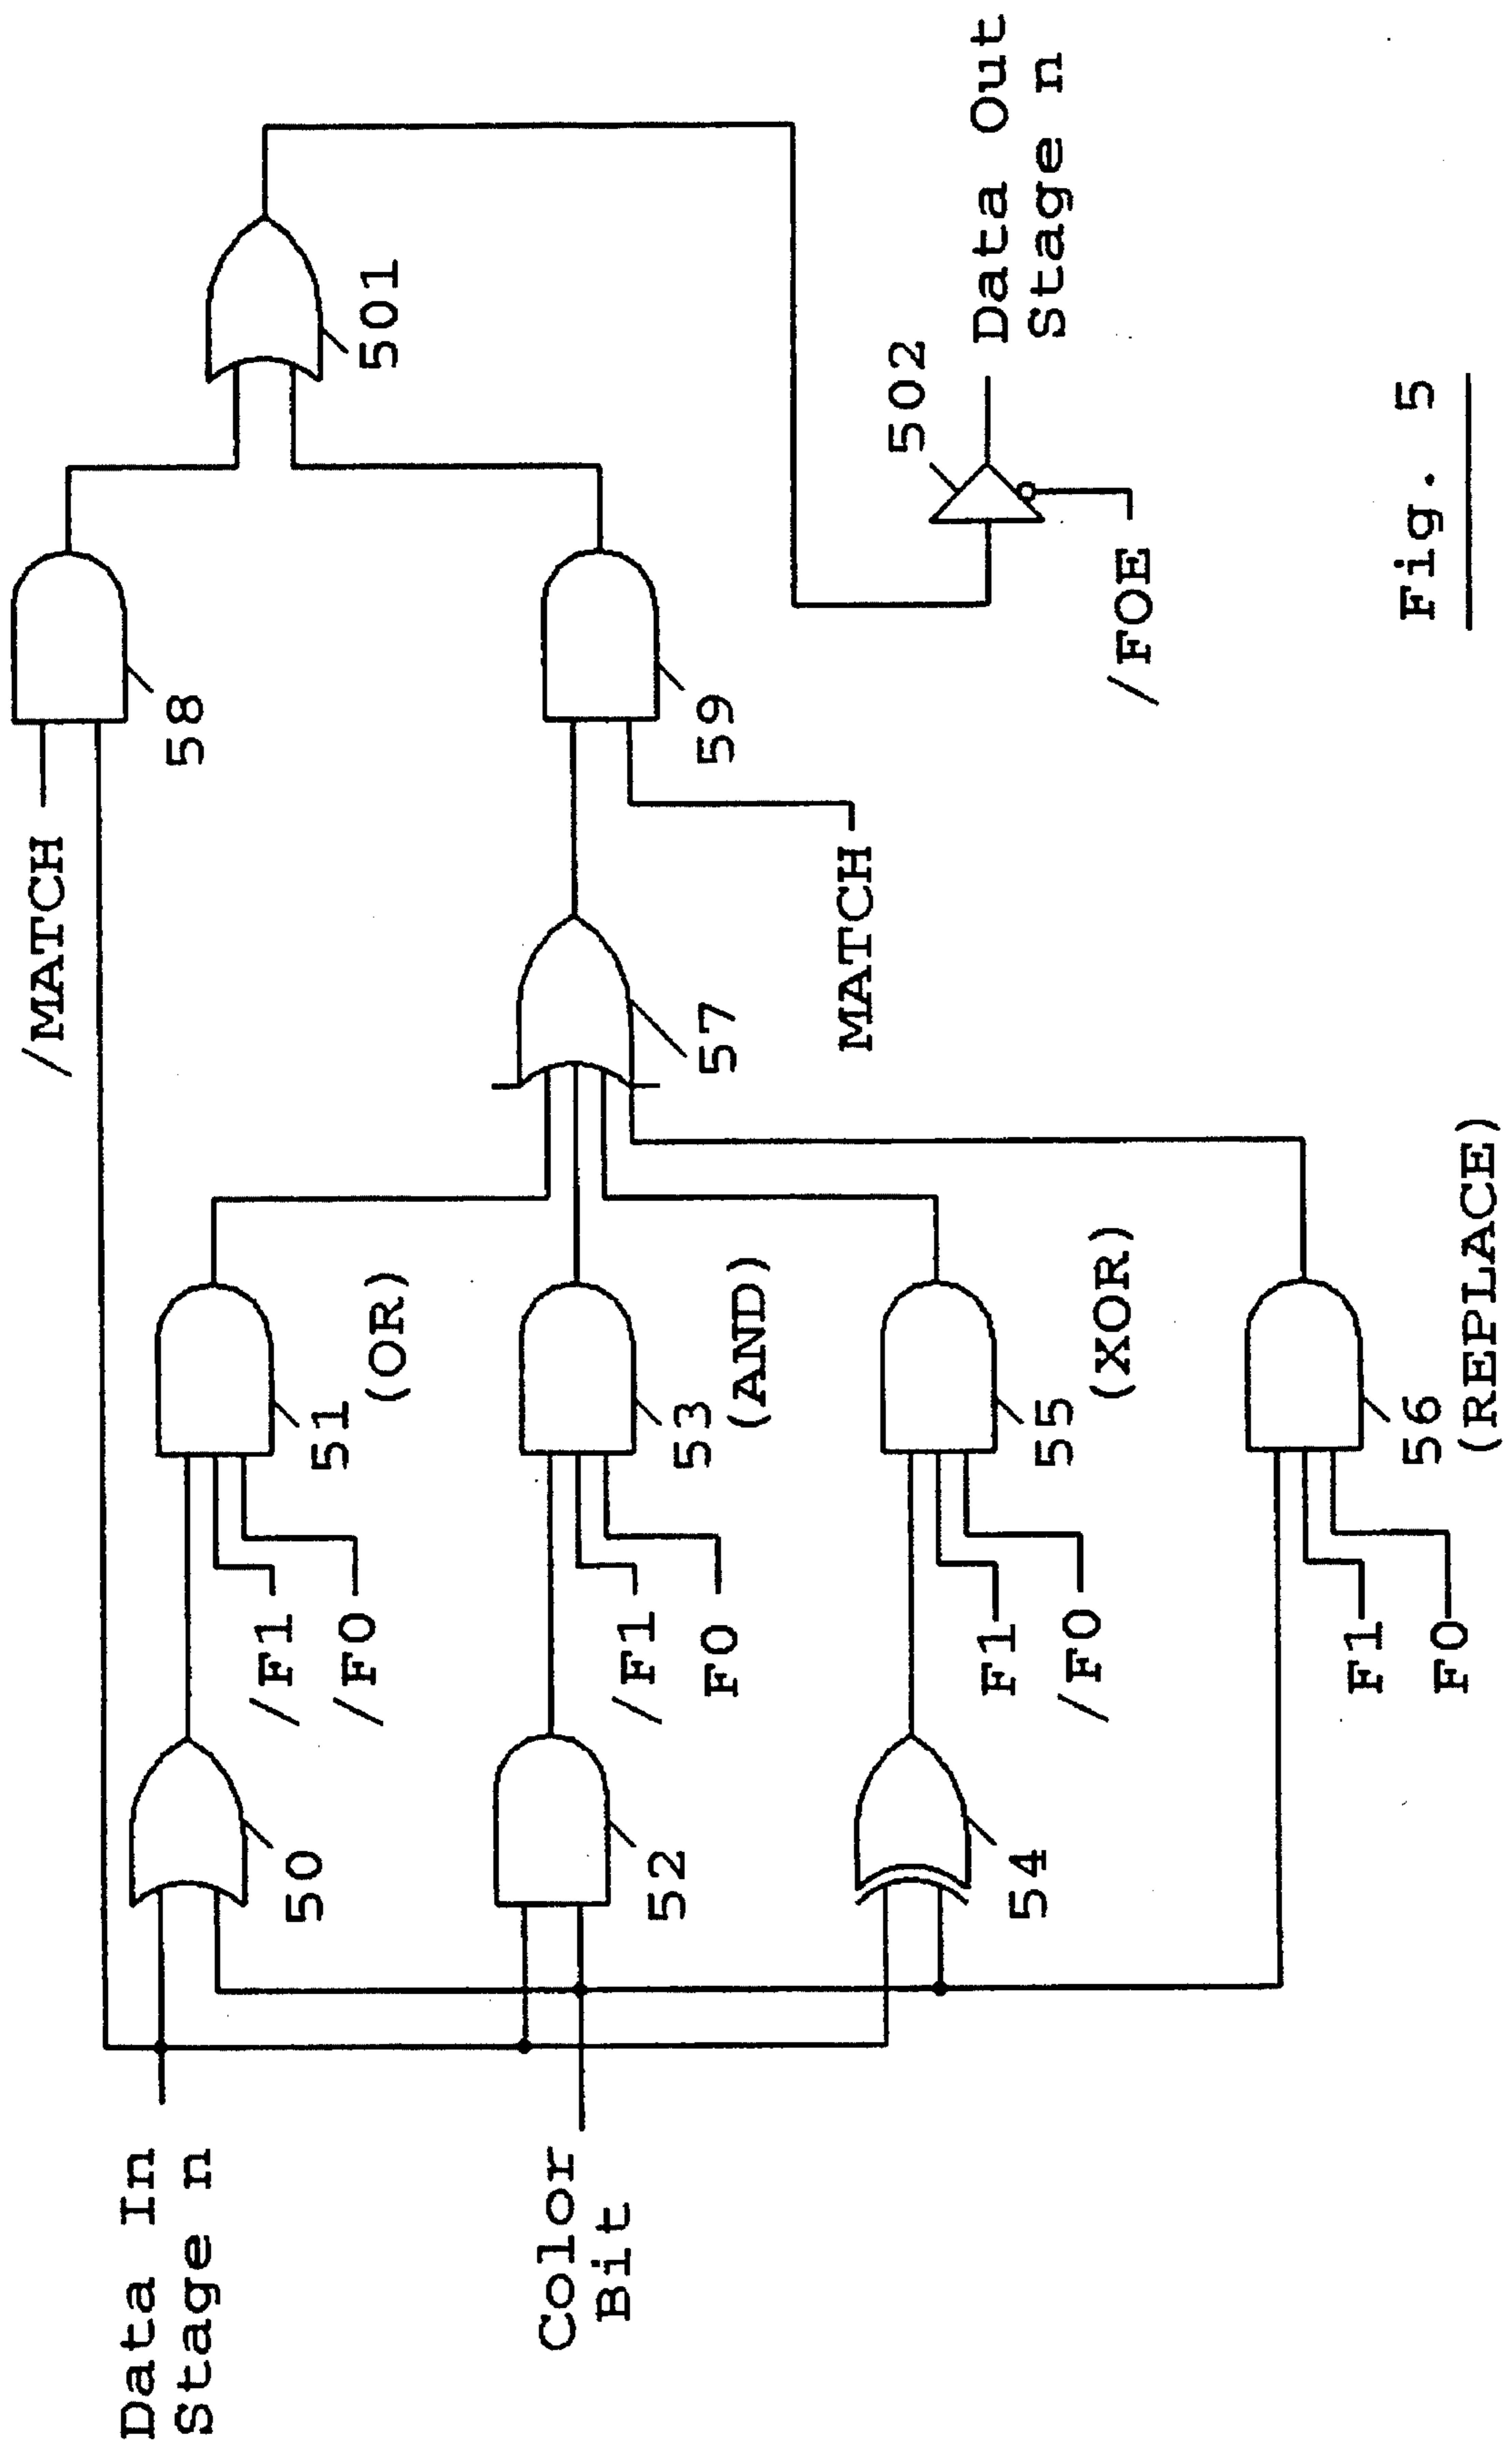 /MATCH
58
501
Data In
Stage n
50
/F1
/F0
51
(OR)
Color
Bit
52
/F1
F0
53
(AND)
57
59
MATCH
54
F1
/F0
55
(XOR)
502
Data Out
Stage n
/FOE
F1
F0
56
(REPLACE)
Fig. 5